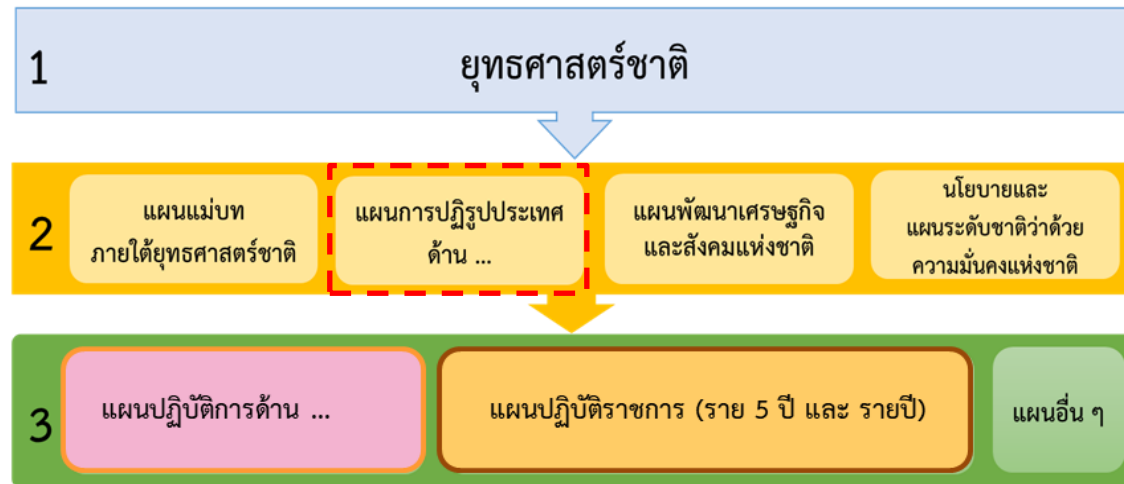 1
ยุทธศาสตร์ชาติ
2
แผนแม่บท
ภายใต้ยุทธศาสตร์ชาติ
แผนการปฏิรูปประเทศ
ด้าน ...
แผนพัฒนาเศรษฐกิจ
และสังคมแห่งชาติ
นโยบายและ
แผนระดับชาติว่าด้วย
ความมั่นคงแห่งชาติ
3
แผนปฏิบัติการด้าน ...
แผนปฏิบัติราชการ (ราย 5 ปี และ รายปี)
แผนอื่น ๆ